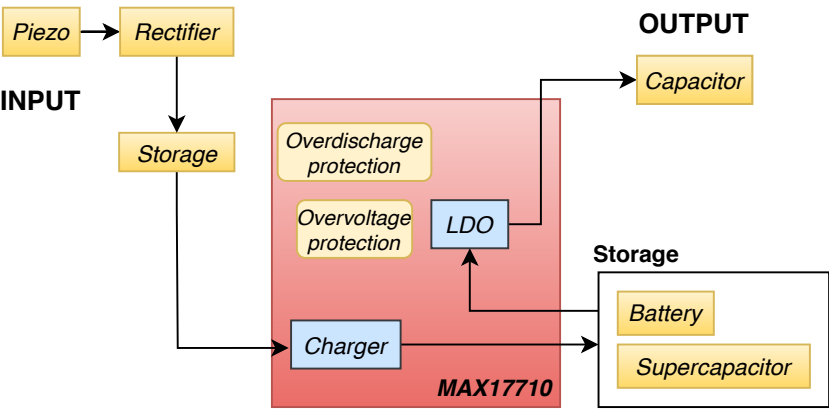 Piezo
Rectifier
OUTPUT
Capacitor
INPUT
Storage
Overdischarge
protection
Overvoltage
protection
LDO
Storage
Battery
Supercapacitor
Charger
MAX17710